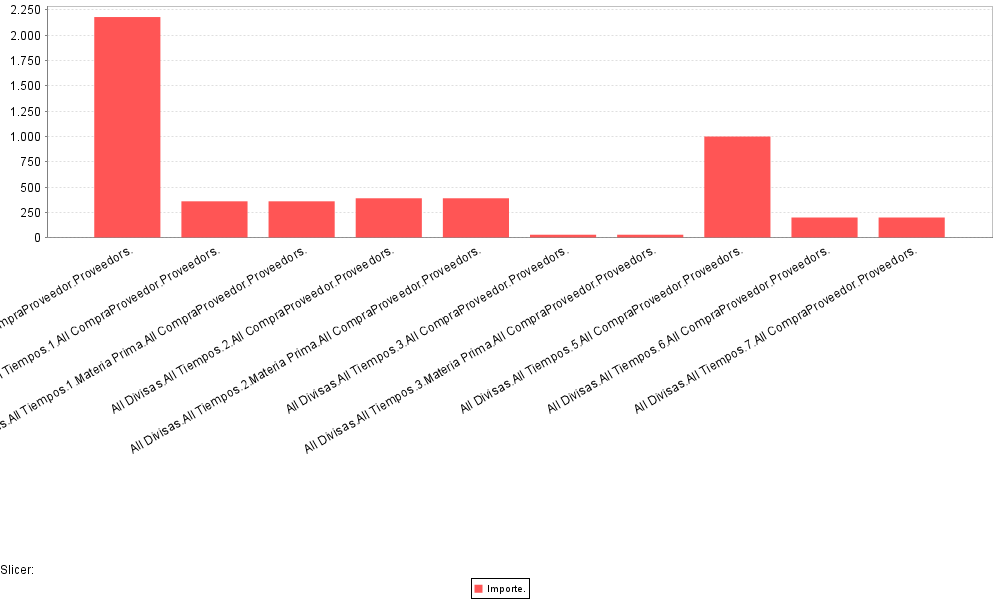 2.250
2.000
1.750
1.500
1.250
1.000
750
500
250
0
CompraProveedor.Proveedors.
Tiempos.1.All CompraProveedor.Proveedors.
All Tiempos.1.Materia Prima.All CompraProveedor.Proveedors.
All Divisas.All Tiempos.2.All CompraProveedor.Proveedors.
All Divisas.All Tiempos.2.Materia Prima.All CompraProveedor.Proveedors.
All Divisas.All Tiempos.3.All CompraProveedor.Proveedors.
All Divisas.All Tiempos.3.Materia Prima.All CompraProveedor.Proveedors.
All Divisas.All Tiempos.5.All CompraProveedor.Proveedors.
All Divisas.All Tiempos.6.All CompraProveedor.Proveedors.
All Divisas.All Tiempos.7.All CompraProveedor.Proveedors.
Slicer:
Importe.